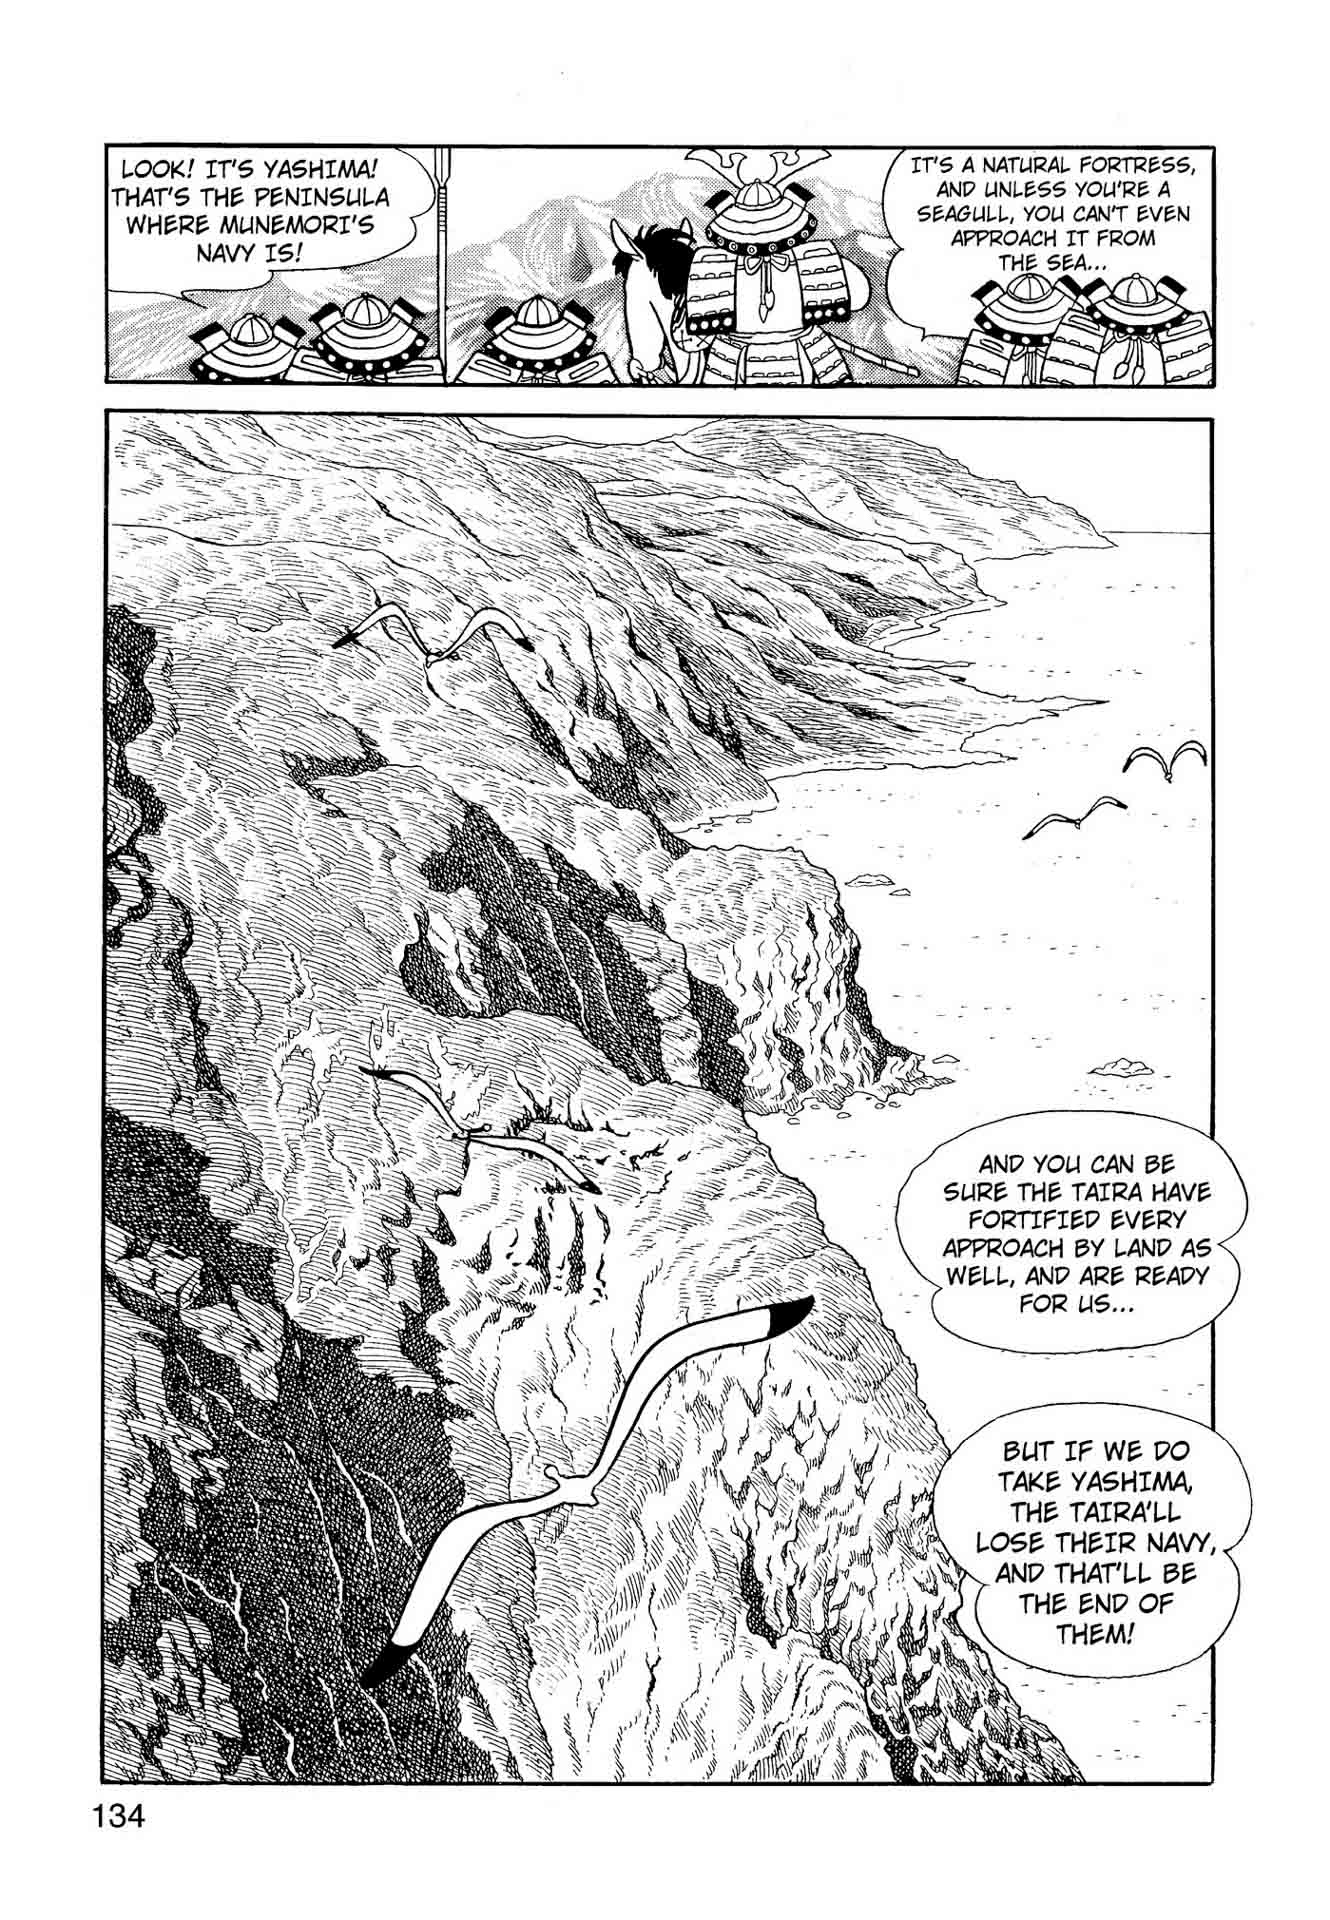 LOOK! IT'S YASHIMA!
THAT'S THE PENINSULA
WHERE MUNEMORI'S
NAVY IS!
IT'S A NATURAL FORTRESS,
AND UNLESS YOU'RE A
SEAGULL, YOU CAN'T EVEN
APPROACH IT FROM
THE SEA...
AND YOU CAN BE
SURE THE TAIRA HAVE
FORTIFIED EVERY
APPROACH BY LAND AS
WELL, AND ARE READY
FOR US...
BUT IF WE DO
TAKE YASHIMA,
THE TAIRA'LL
LOSE THEIR NAVY,
AND THAT'LL BE
THE END OF
THEM!
134